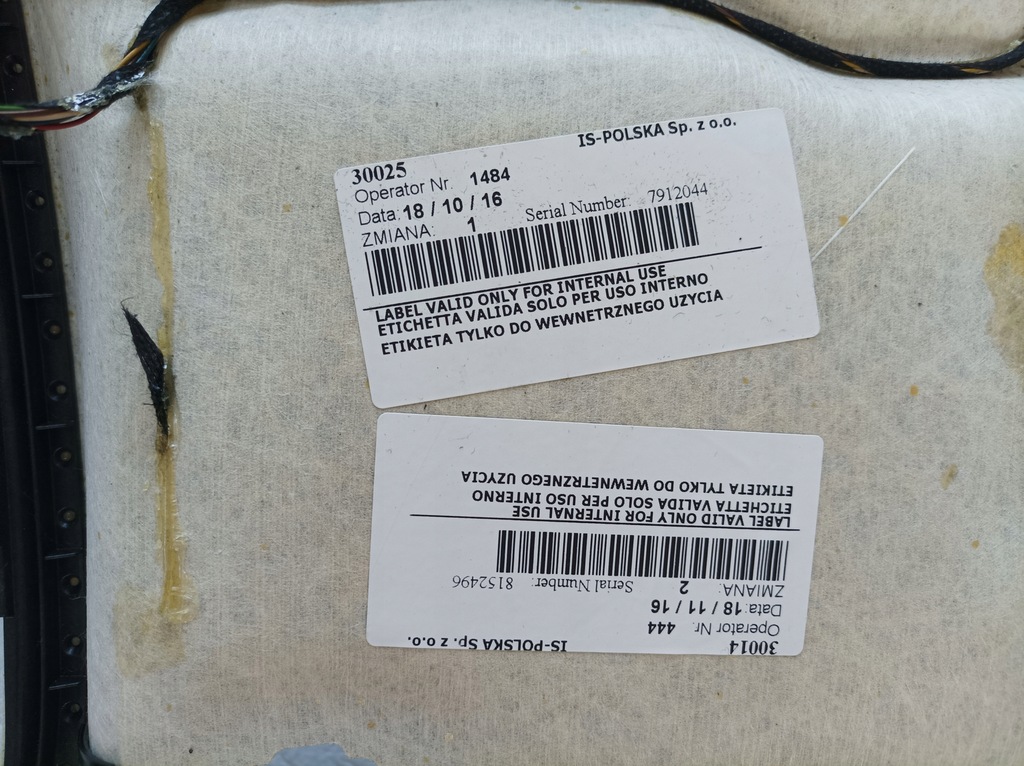 IS-POLSKA Sp. z o.o.
30025
Operator Nr. 1484
Data: 18 / 10 / 16
ZMIANA: 1 Serial Number: 7912044
LABEL VALID ONLY FOR INTERNAL USE
ETICHETTA VALIDA SOLO PER USO INTERNO
ETIKIETA TYLKO DO WEWNETRZNEGO UZYCIA
30014 IS-POLSKA Sp. z o.o.
Operator Nr. 444
Data: 18 / 11 / 16
ZMIANA: 2 Serial Number: 8152496
LABEL VALID ONLY FOR INTERNAL USE
ETICHETTA VALIDA SOLO PER USO INTERNO
ETIKIETA TYLKO DO WEWNETRZNEGO UZYCIA